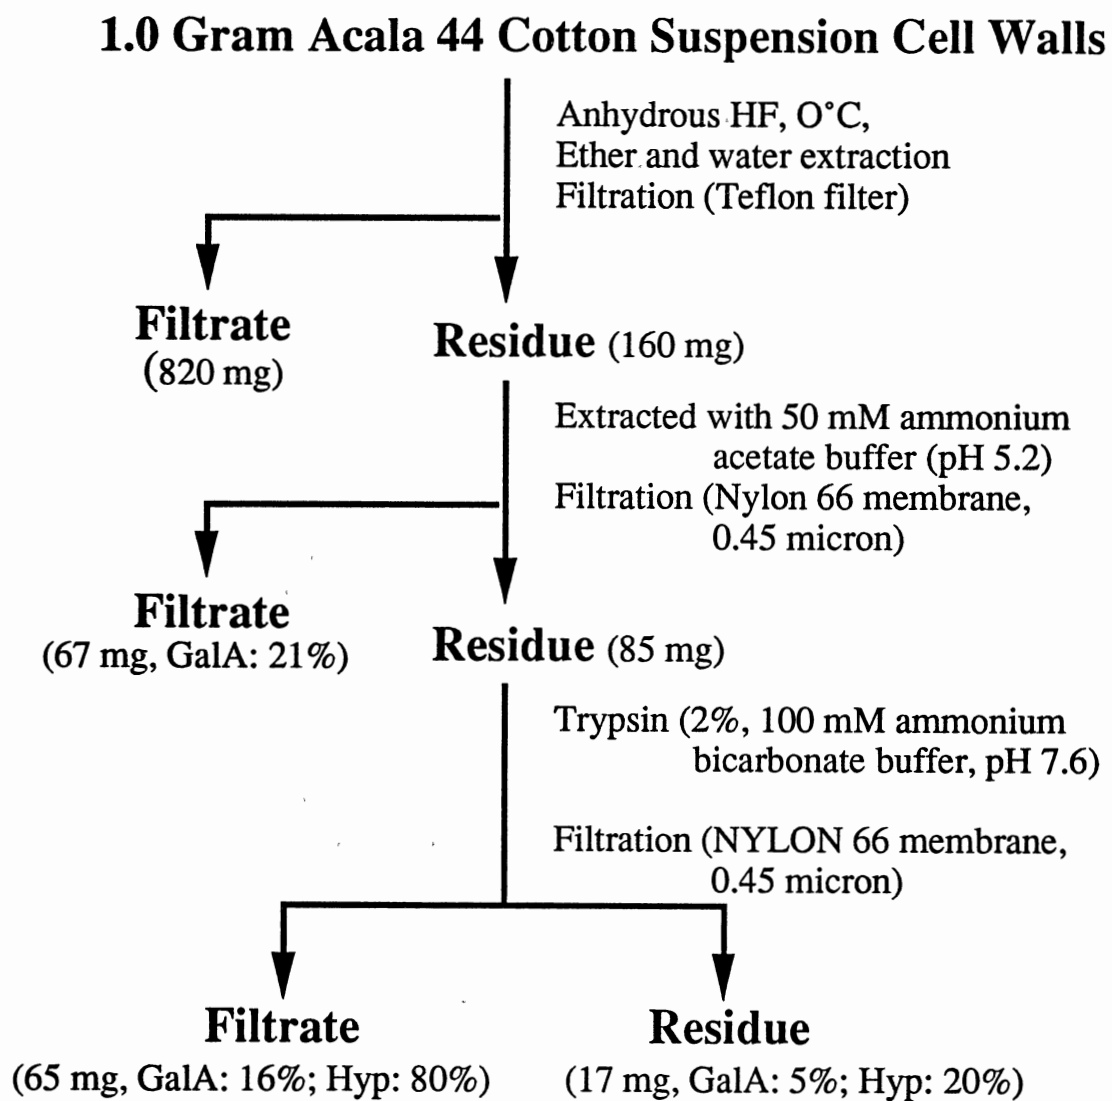 1.0 Gram Acala 44 Cotton Suspension Cell Walls
Anhydrous HF, O°C,
Ether and water extraction
Filtration (Teflon filter)
Filtrate
(820 mg)
Residue (160 mg)
Extracted with 50 mM ammonium
acetate buffer (pH 5.2)
Filtration (Nylon 66 membrane,
0.45 micron)
Filtrate
(67 mg, GalA: 21%)
Residue (85 mg)
Trypsin (2%, 100 mM ammonium
bicarbonate buffer, pH 7.6)
Filtration (NYLON 66 membrane,
0.45 micron)
Filtrate
(65 mg, GalA: 16%; Hyp: 80%)
Residue
(17 mg, GalA: 5%; Hyp: 20%)